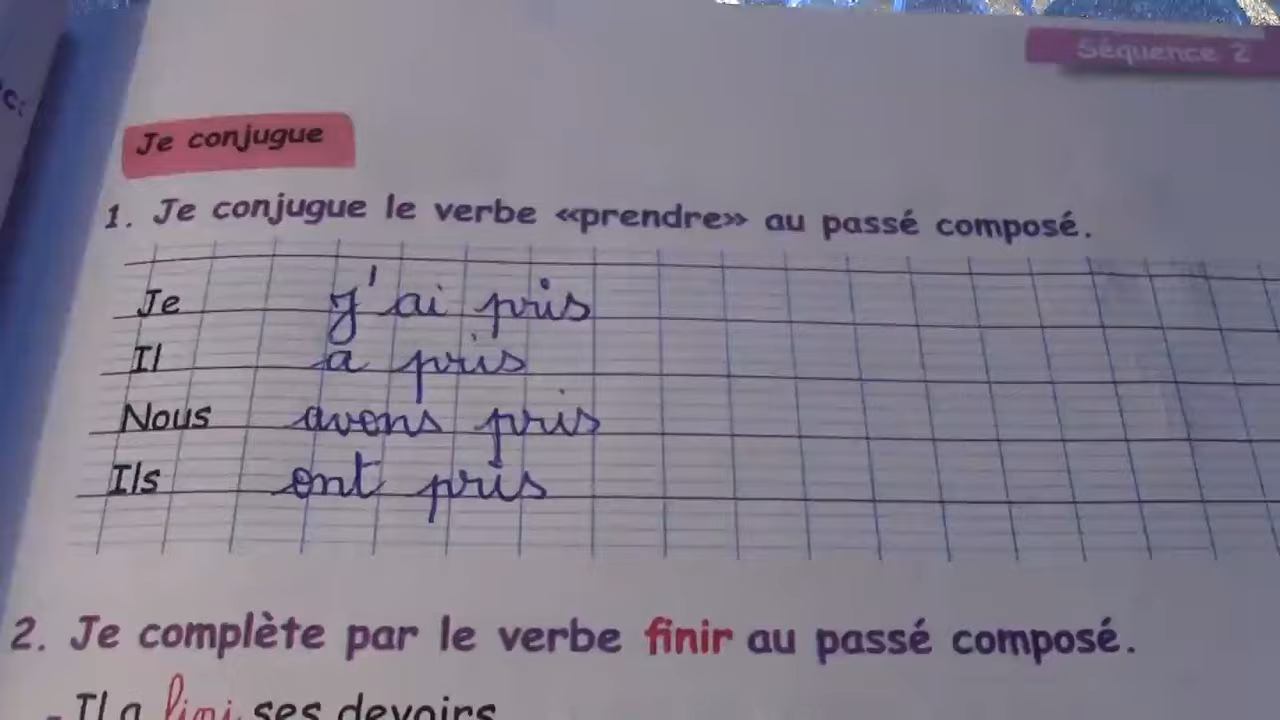 Séquence 2
Je conjugue
1. Je conjugue le verbe «prendre» au passé composé.
Je j'ai pris
Il a pris
Nous avons pris
Ils ont pris
2. Je complète par le verbe finir au passé composé.
- Il a fini ses devoirs